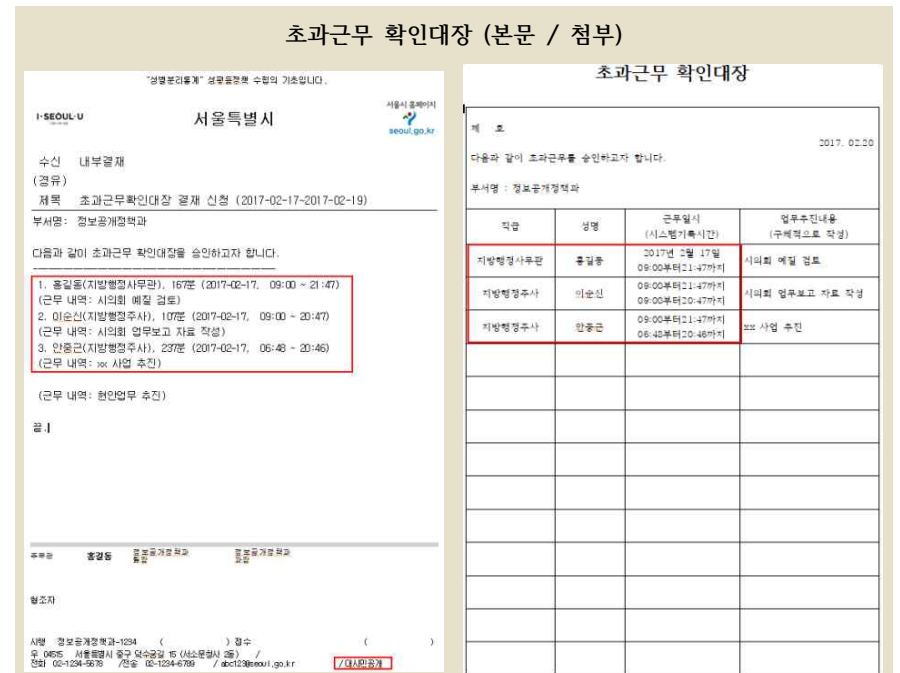 초과근무 확인대장 (본문 / 첨부)
"성별분리통계" 성평등정책 수립의 기초입니다.
I·SEOUL·U
서울특별시
서울시 홈페이지
seoul.go.kr
수신 내부결재
(경유)
제목 초과근무확인대장 결재 신청 (2017-02-17~2017-02-19)
부서명: 정보공개정책과
다음과 같이 초과근무 확인대장을 승인하고자 합니다.
1. 홍길동(지방행정사무관), 167분 (2017-02-17, 09:00 ~ 21:47)
(근무 내역: 시의회 예질 검토)
2. 이순신(지방행정주사), 107분 (2017-02-17, 09:00 ~ 20:47)
(근무 내역: 시의회 업무보고 자료 작성)
3. 안중근(지방행정주사), 237분 (2017-02-17, 06:48 ~ 20:46)
(근무 내역: xx 사업 추진)
(근무 내역: 현안업무 추진)
끝.
주무관 홍길동 정보공개정책과 정보공개정책과
협조자
시행 정보공개정책과-1234 ( ) 접수 ( )
우 04515 서울특별시 중구 덕수궁길 15 (서소문청사 2동) /
전화 02-1234-5678 /전송 02-1234-6789 / abc123@seoul.go.kr /대시민공개
초과근무 확인대장
제 호
2017. 02.20
다음과 같이 초과근무를 승인하고자 합니다.
부서명 : 정보공개정책과
직급 성명 근무일시 업무추진내용
(시스템기록시간) (구체적으로 작성)
지방행정사무관 홍길동 2017년 2월 17일 시의회 예질 검토
09:00부터21:47까지
지방행정주사 이순신 09:00부터21:47까지 시의회 업무보고 자료 작성
09:00부터20:47까지
지방행정주사 안중근 09:00부터21:47까지 xx 사업 추진
06:48부터20:46까지